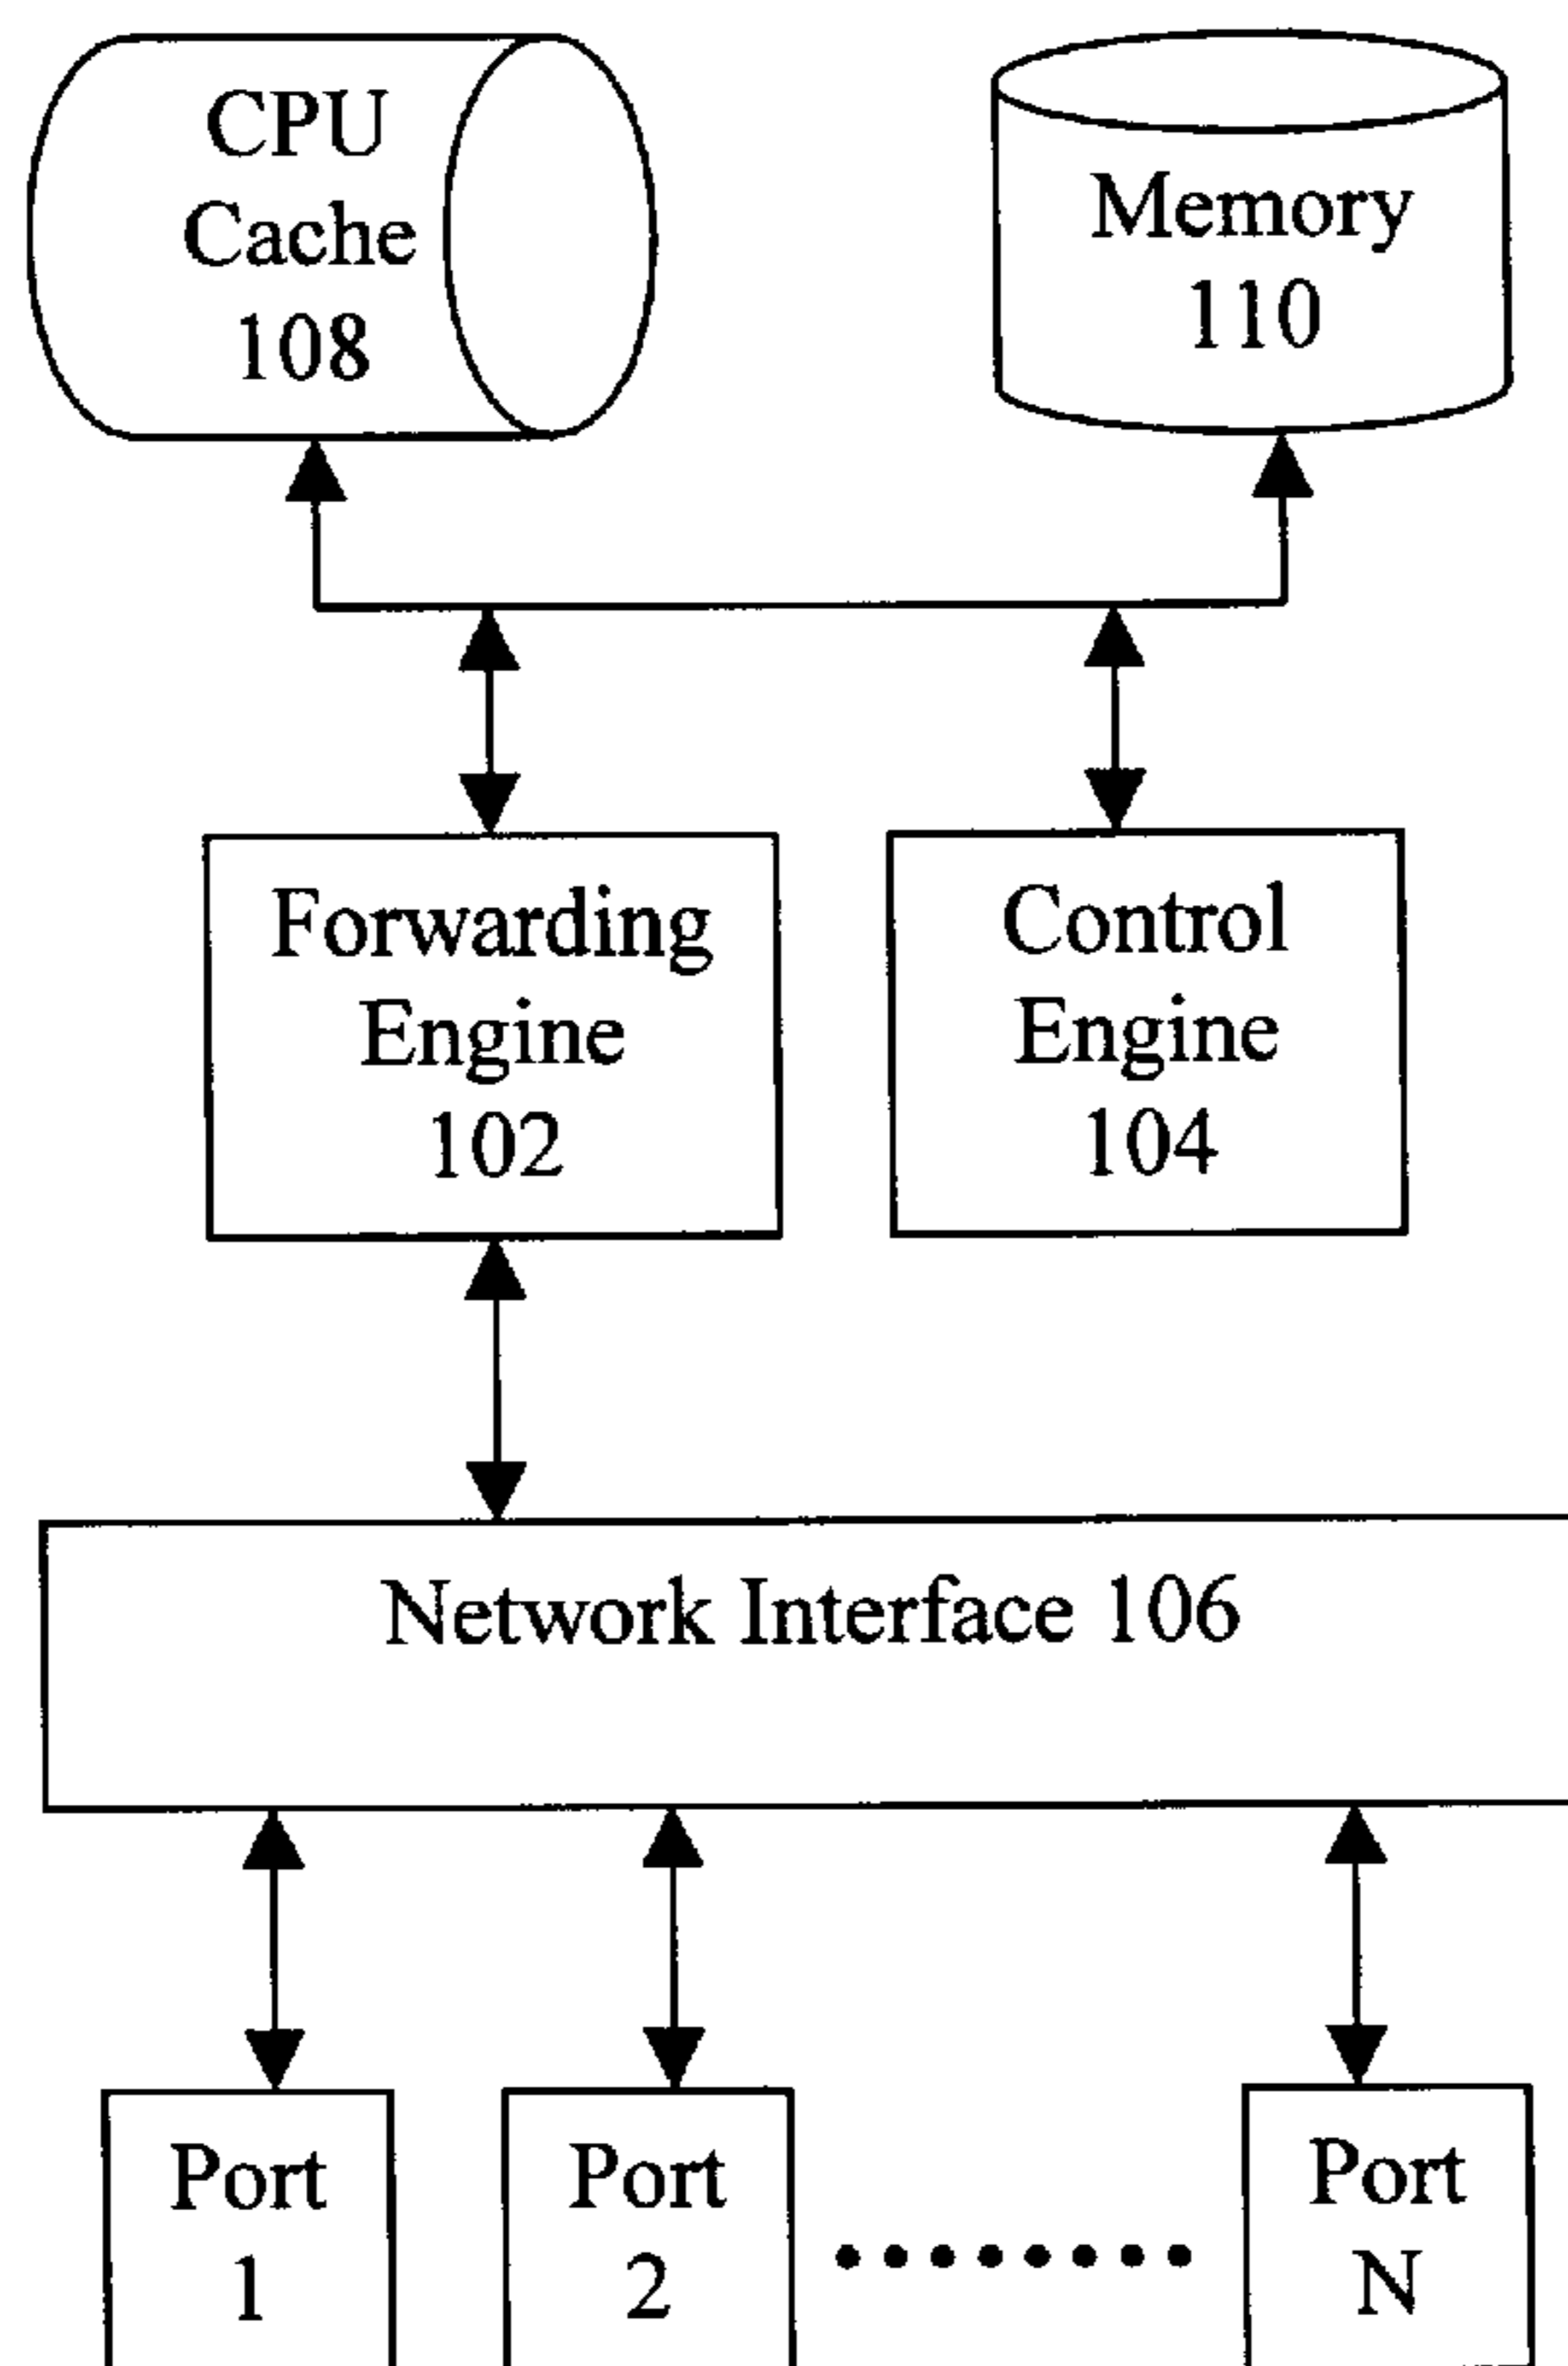 CPU
Cache
108
Memory
110
Forwarding
Engine
102
Control
Engine
104
Network Interface 106
Port
1
Port
2
Port
N